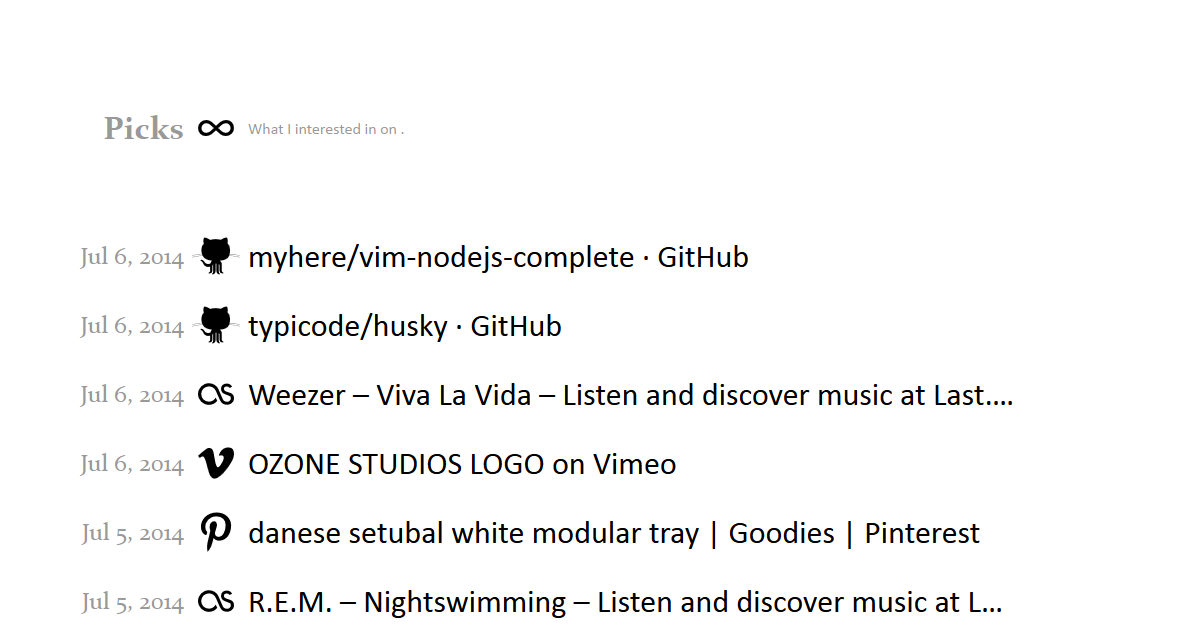 Picks What I interested in on .
Jul 6, 2014 myhere/vim-nodejs-complete · GitHub
Jul 6, 2014 typicode/husky · GitHub
Jul 6, 2014 Weezer – Viva La Vida – Listen and discover music at Last....
Jul 6, 2014 OZONE STUDIOS LOGO on Vimeo
Jul 5, 2014 danese setubal white modular tray | Goodies | Pinterest
Jul 5, 2014 R.E.M. – Nightswimming – Listen and discover music at L...